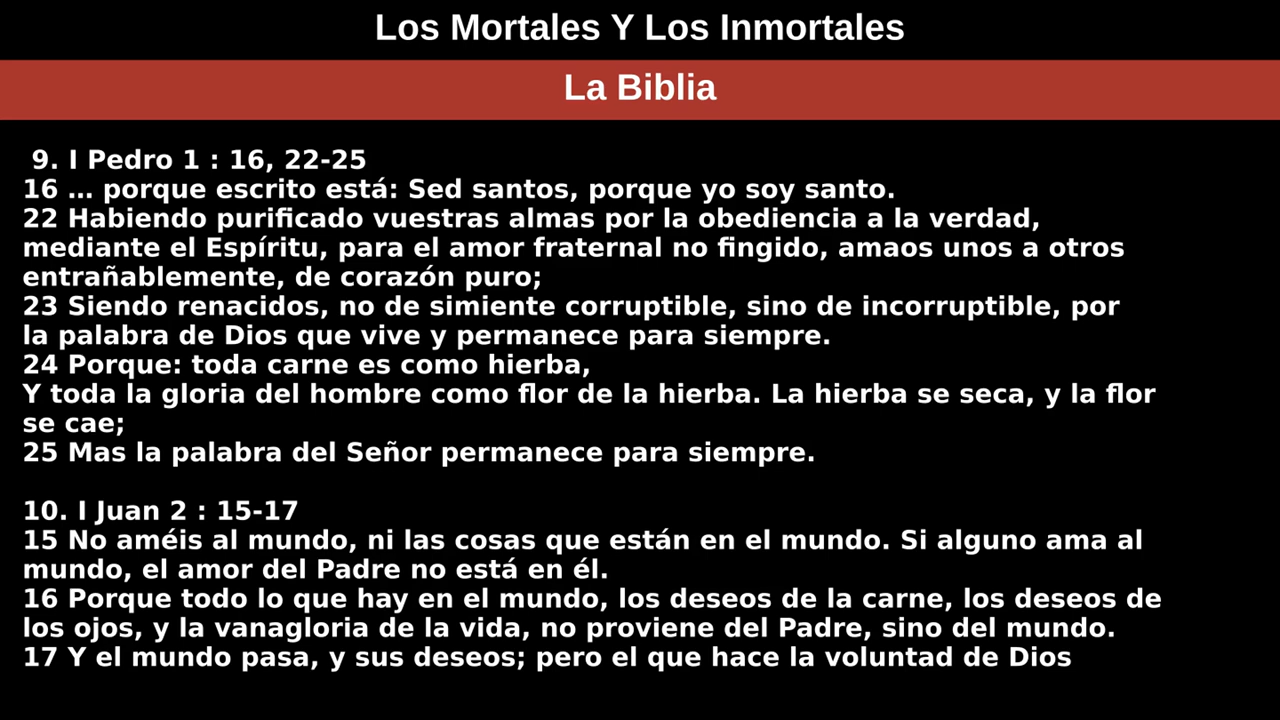 Los Mortales Y Los Inmortales
La Biblia
9. I Pedro 1 : 16, 22-25
16 … porque escrito está: Sed santos, porque yo soy santo.
22 Habiendo purificado vuestras almas por la obediencia a la verdad,
mediante el Espíritu, para el amor fraternal no fingido, amaos unos a otros
entrañablemente, de corazón puro;
23 Siendo renacidos, no de simiente corruptible, sino de incorruptible, por
la palabra de Dios que vive y permanece para siempre.
24 Porque: toda carne es como hierba,
Y toda la gloria del hombre como flor de la hierba. La hierba se seca, y la flor
se cae;
25 Mas la palabra del Señor permanece para siempre.
10. I Juan 2 : 15-17
15 No améis al mundo, ni las cosas que están en el mundo. Si alguno ama al
mundo, el amor del Padre no está en él.
16 Porque todo lo que hay en el mundo, los deseos de la carne, los deseos de
los ojos, y la vanagloria de la vida, no proviene del Padre, sino del mundo.
17 Y el mundo pasa, y sus deseos; pero el que hace la voluntad de Dios